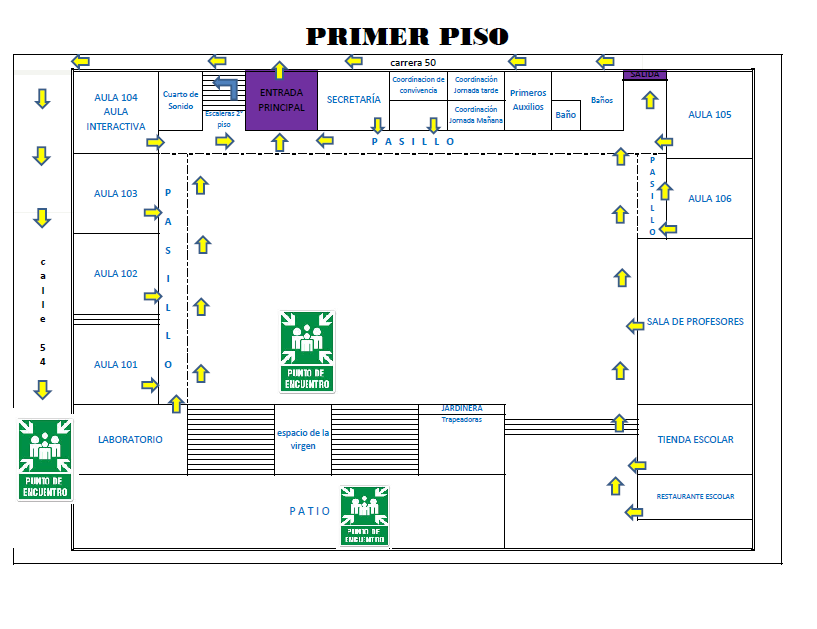 PRIMER PISO
carrera 50
AULA 104
AULA
INTERACTIVA
Cuarto de
Sonido
Escaleras 2°
piso
ENTRADA
PRINCIPAL
SECRETARÍA
Coordinacion de
convivencia
Coordinación
Jornada tarde
Coordinación
Jornada Mañana
Primeros
Auxilios
Baño
Baños
SALIDA
AULA 105
PASILLO
AULA 103
PASILLO
PASILLO
AULA 106
AULA 102
calle 54
AULA 101
SALA DE PROFESORES
PUNTO DE
ENCUENTRO
LABORATORIO
espacio de la
virgen
JARDINERA
Trapeadoras
TIENDA ESCOLAR
PUNTO DE
ENCUENTRO
RESTAURANTE ESCOLAR
PATIO
PUNTO DE
ENCUENTRO